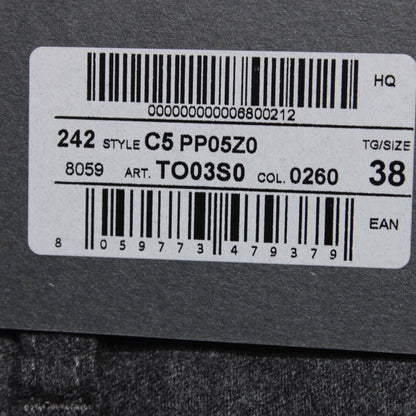 HQ
000000000006800212
242 STYLE C5 PP05Z0 TG/SIZE
8059 ART. TO03S0 COL. 0260 38
EAN
8 059773 479379